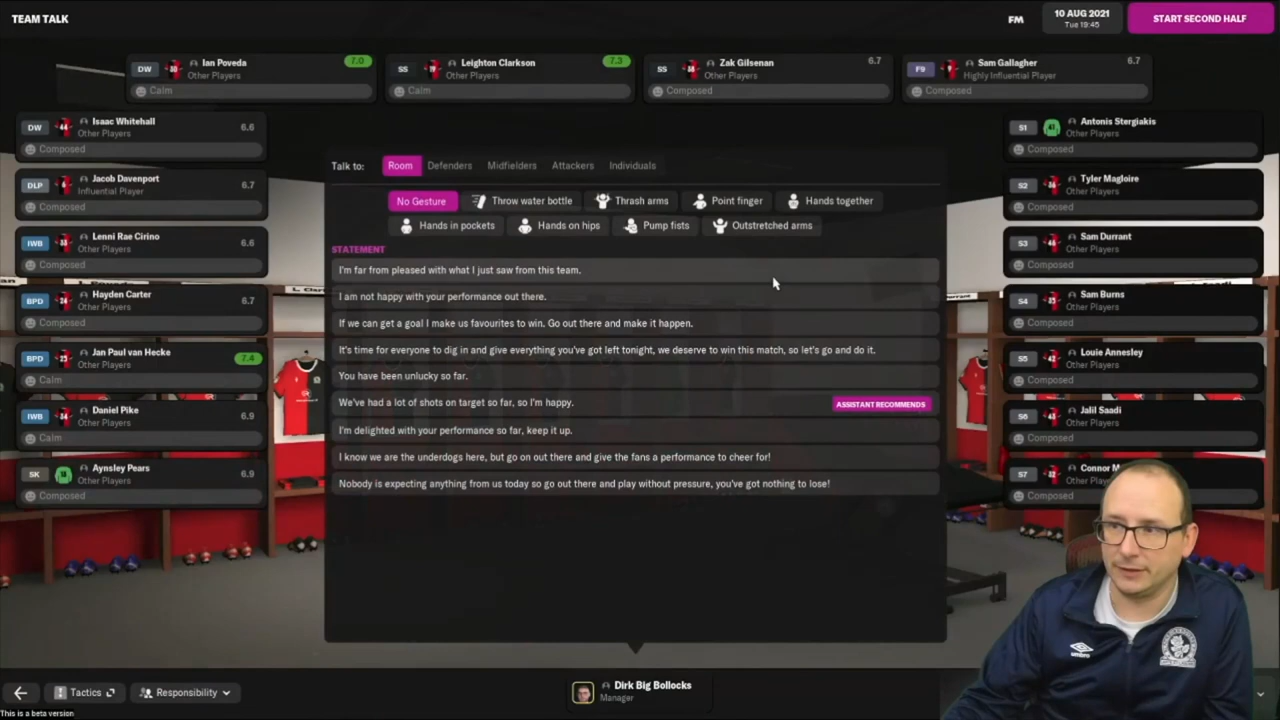 TEAM TALK
FM
10 AUG 2021
Tue 19:45
START SECOND HALF
DW
Ian Poveda
Other Players
7.0
Calm
SS
Leighton Clarkson
Other Players
7.3
Calm
SS
Zak Gilsenan
Other Players
6.7
Composed
F9
Sam Gallagher
Highly Influential Player
6.7
Composed
DW
Isaac Whitehall
Other Players
6.6
Composed
DLP
Jacob Davenport
Influential Player
6.7
Composed
IWB
Lenni Rae Cirino
Other Players
6.6
Composed
BPD
Hayden Carter
Other Players
6.7
Composed
BPD
Jan Paul van Hecke
Other Players
7.4
Calm
IWB
Daniel Pike
Other Players
6.9
Calm
SK
Aynsley Pears
Other Players
6.9
Composed
Talk to:
Room
Defenders
Midfielders
Attackers
Individuals
No Gesture
Throw water bottle
Thrash arms
Point finger
Hands together
Hands in pockets
Hands on hips
Pump fists
Outstretched arms
STATEMENT
I'm far from pleased with what I just saw from this team.
I am not happy with your performance out there.
If we can get a goal I make us favourites to win. Go out there and make it happen.
It's time for everyone to dig in and give everything you've got left tonight, we deserve to win this match, so let's go and do it.
You have been unlucky so far.
We've had a lot of shots on target so far, so I'm happy.
ASSISTANT RECOMMENDS
I'm delighted with your performance so far, keep it up.
I know we are the underdogs here, but go on out there and give the fans a performance to cheer for!
Nobody is expecting anything from us today so go out there and play without pressure, you've got nothing to lose!
S1
Antonis Stergiakis
Other Players
Composed
S2
Tyler Magloire
Other Players
Composed
S3
Sam Durrant
Other Players
Composed
S4
Sam Burns
Other Players
Composed
S5
Louie Annesley
Other Players
Composed
S6
Jalil Saadi
Other Players
Composed
S7
Connor
Other Players
Composed
umbro
Tactics
Responsibility
Dirk Big Bollocks
Manager
This is a beta version